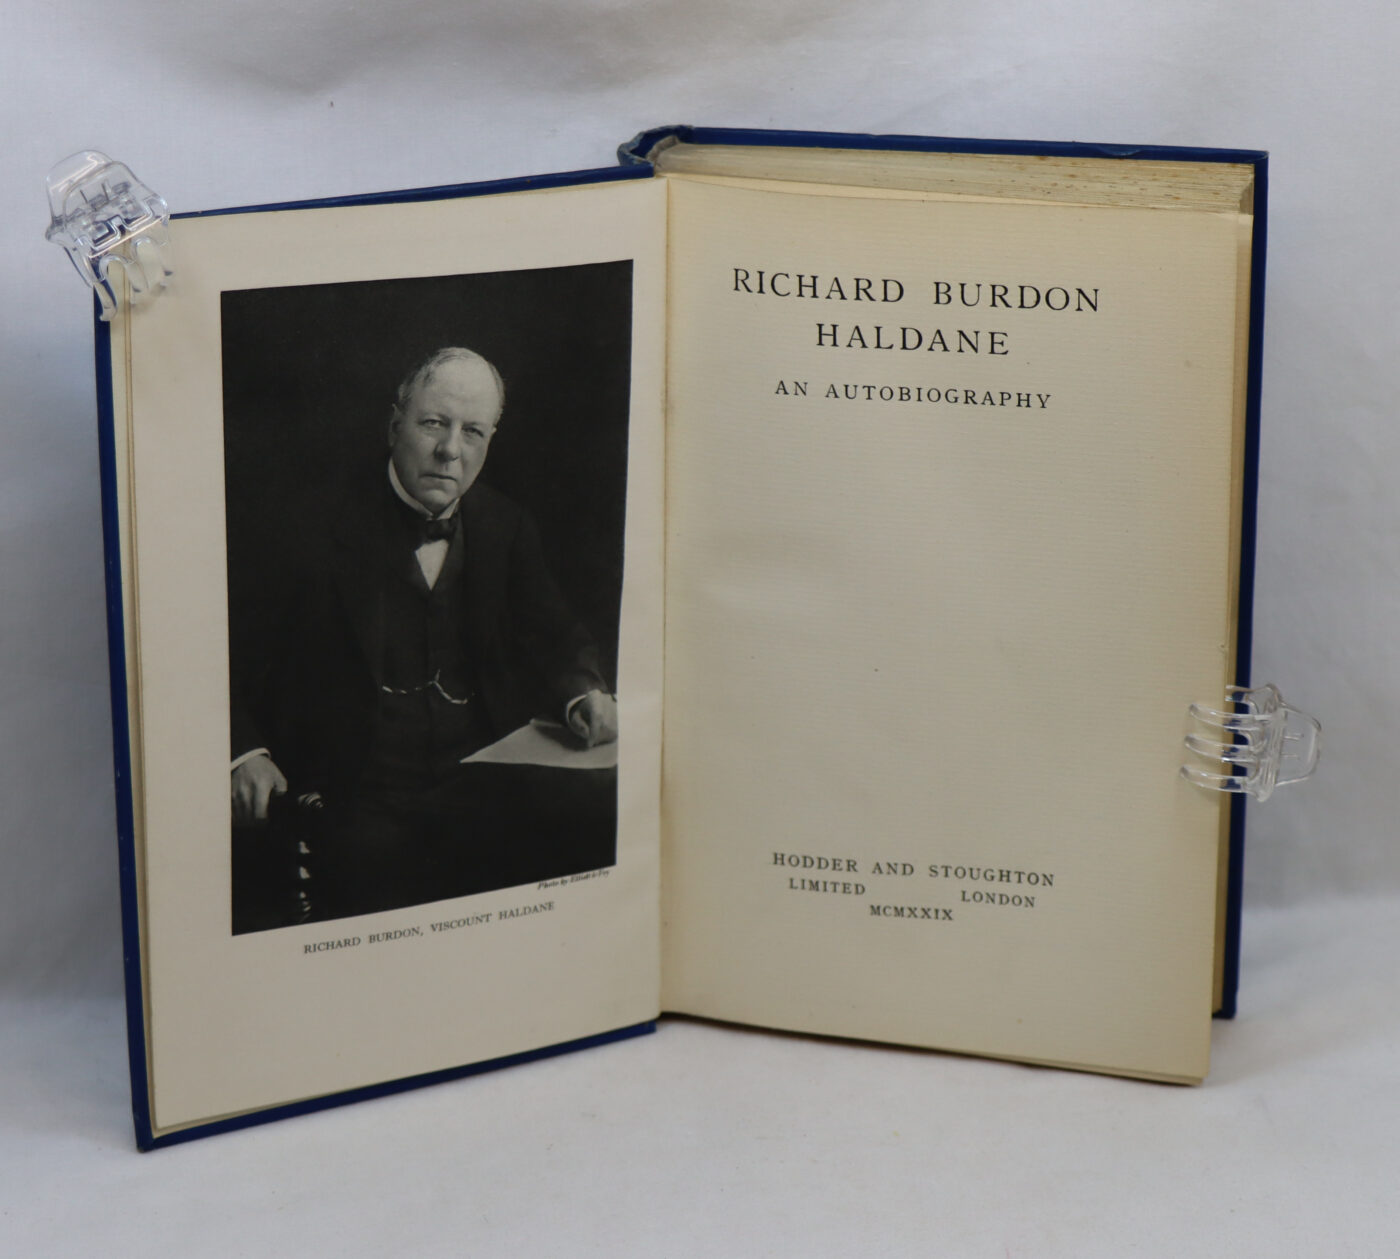 Photo by Elliott & Fry
RICHARD BURDON, VISCOUNT HALDANE
RICHARD BURDON
HALDANE
AN AUTOBIOGRAPHY
HODDER AND STOUGHTON
LIMITED LONDON
MCMXXIX